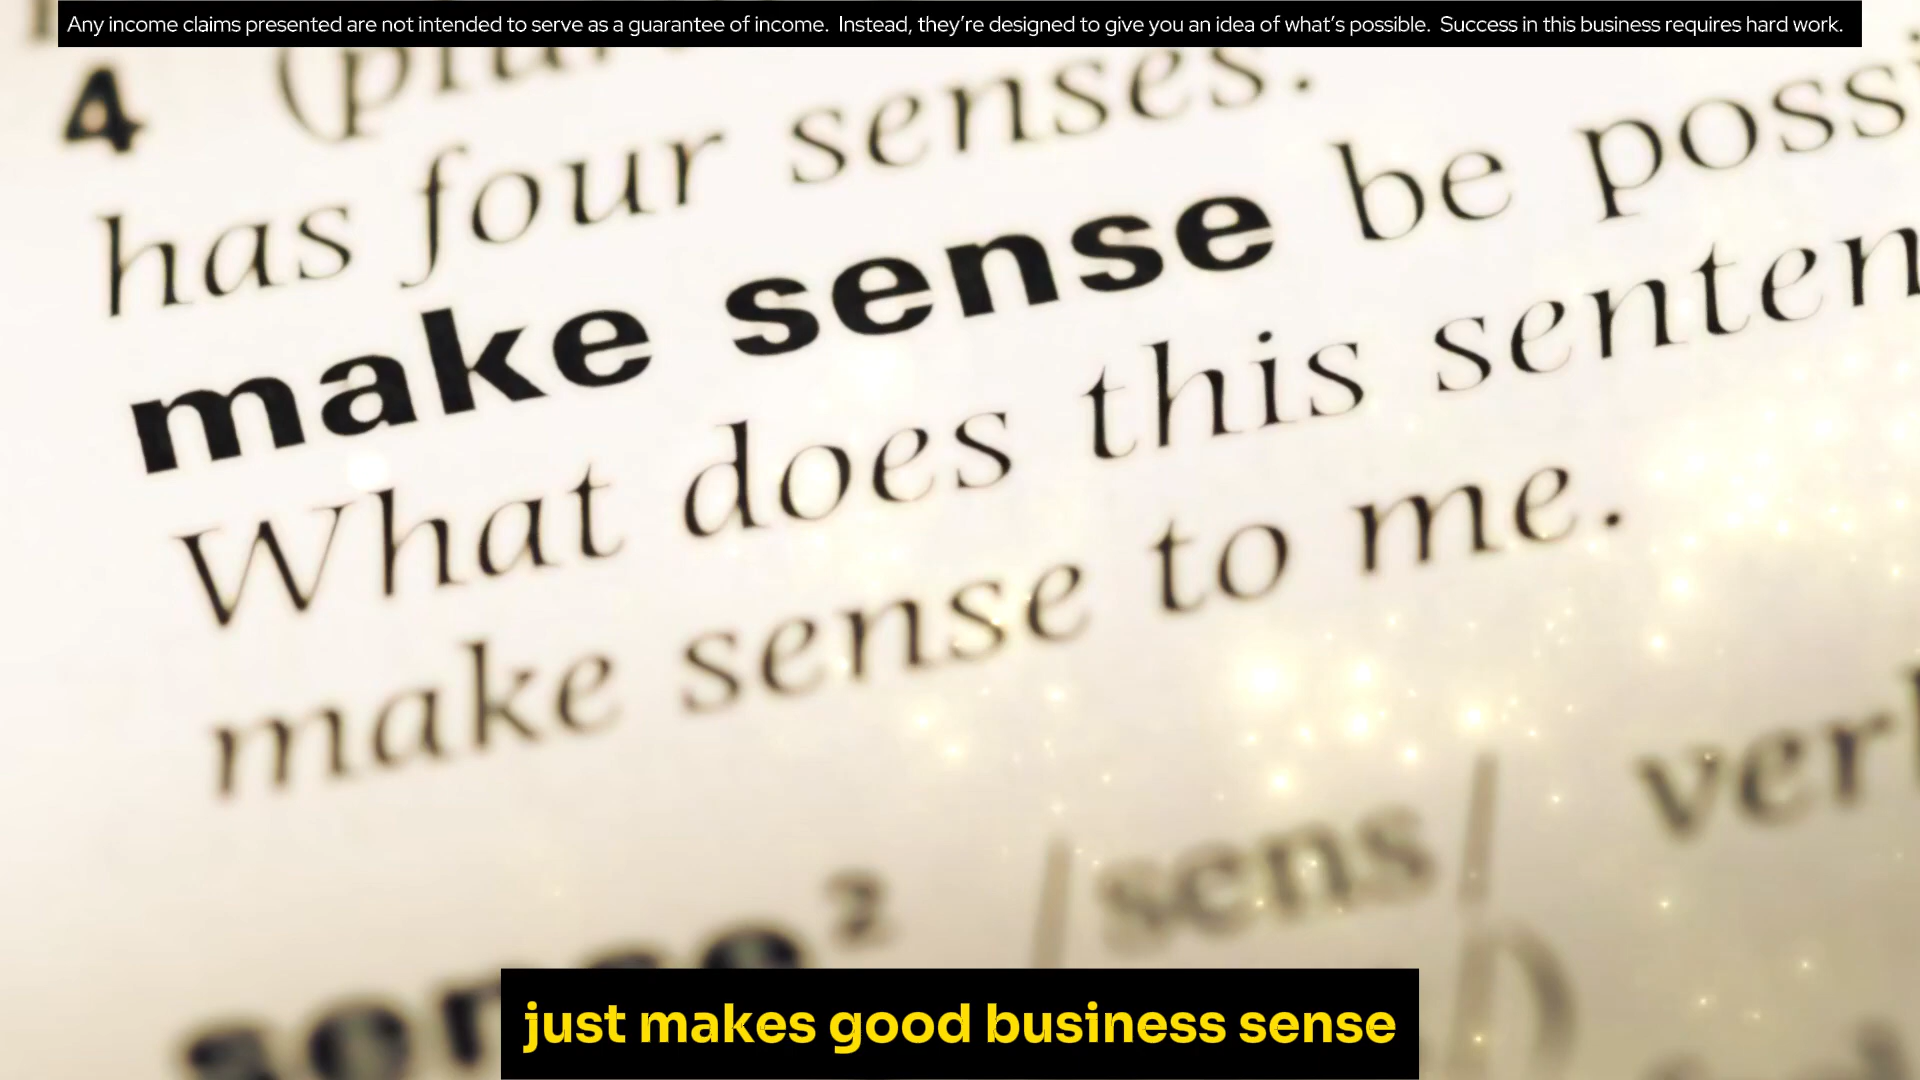 Any income claims presented are not intended to serve as a guarantee of income. Instead, they're designed to give you an idea of what's possible. Success in this business requires hard work.
4
has four senses.
make sense be possi
What does this senten
make sense to me.
2 /sens/ ver
just makes good business sense